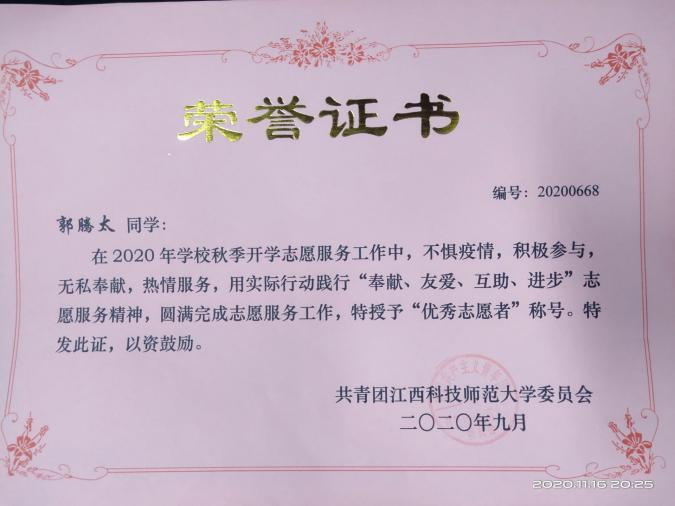 荣誉证书
编号：20200668
郭腾太 同学：
在 2020 年学校秋季开学志愿服务工作中，不惧疫情，积极参与，
无私奉献，热情服务，用实际行动践行“奉献、友爱、互助、进步”志
愿服务精神，圆满完成志愿服务工作，特授予“优秀志愿者”称号。特
发此证，以资鼓励。
共青团江西科技师范大学委员会
二〇二〇年九月
2020.11.16 20:25